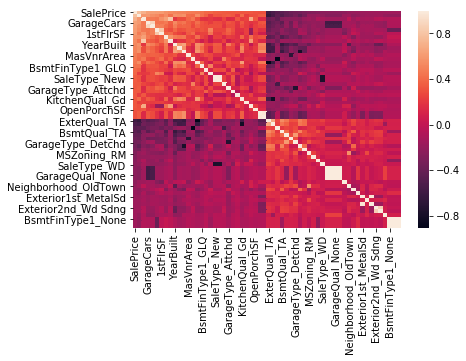 SalePrice
GarageCars
1stFlrSF
YearBuilt
MasVnrArea
BsmtFinType1_GLQ
SaleType_New
GarageType_Attchd
KitchenQual_Gd
OpenPorchSF
ExterQual_TA
BsmtQual_TA
GarageType_Detchd
MSZoning_RM
SaleType_WD
GarageQual_None
Neighborhood_OldTown
Exterior1st_MetalSd
Exterior2nd_Wd Sdng
BsmtFinType1_None
0.8
0.4
0.0
−0.4
−0.8
SalePrice
GarageCars
1stFlrSF
YearBuilt
MasVnrArea
BsmtFinType1_GLQ
SaleType_New
GarageType_Attchd
KitchenQual_Gd
OpenPorchSF
ExterQual_TA
BsmtQual_TA
GarageType_Detchd
MSZoning_RM
SaleType_WD
GarageQual_None
Neighborhood_OldTown
Exterior1st_MetalSd
Exterior2nd_Wd Sdng
BsmtFinType1_None